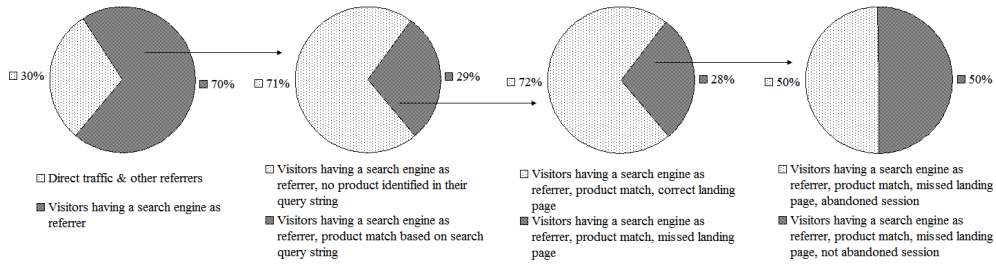 30%
70%
Direct traffic & other referrers
Visitors having a search engine as
referrer
71%
29%
Visitors having a search engine as
referrer, no product identified in their
query string
Visitors having a search engine as
referrer, product match based on search
query string
72%
28%
Visitors having a search engine as
referrer, product match, correct landing
page
Visitors having a search engine as
referrer, product match, missed landing
page
50%
50%
Visitors having a search engine as
referrer, product match, missed landing
page, abandoned session
Visitors having a search engine as
referrer, product match, missed landing
page, not abandoned session